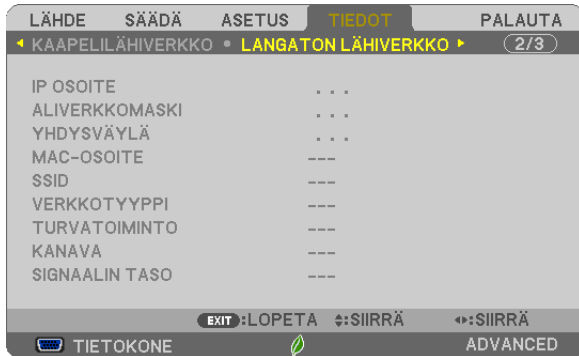 LÄHDE SÄÄDÄ ASETUS TIEDOT PALAUTA
KAAPELILÄHIVERKKO • LANGATON LÄHIVERKKO 2/3
IP OSOITE . . .
ALIVERKKOMASKI . . .
YHDYSVÄYLÄ . . .
MAC-OSOITE ---
SSID ---
VERKKOTYYPPI ---
TURVATOIMINTO ---
KANAVA ---
SIGNAALIN TASO ---
EXIT :LOPETA :SIIRRÄ :SIIRRÄ
TIETOKONE ADVANCED